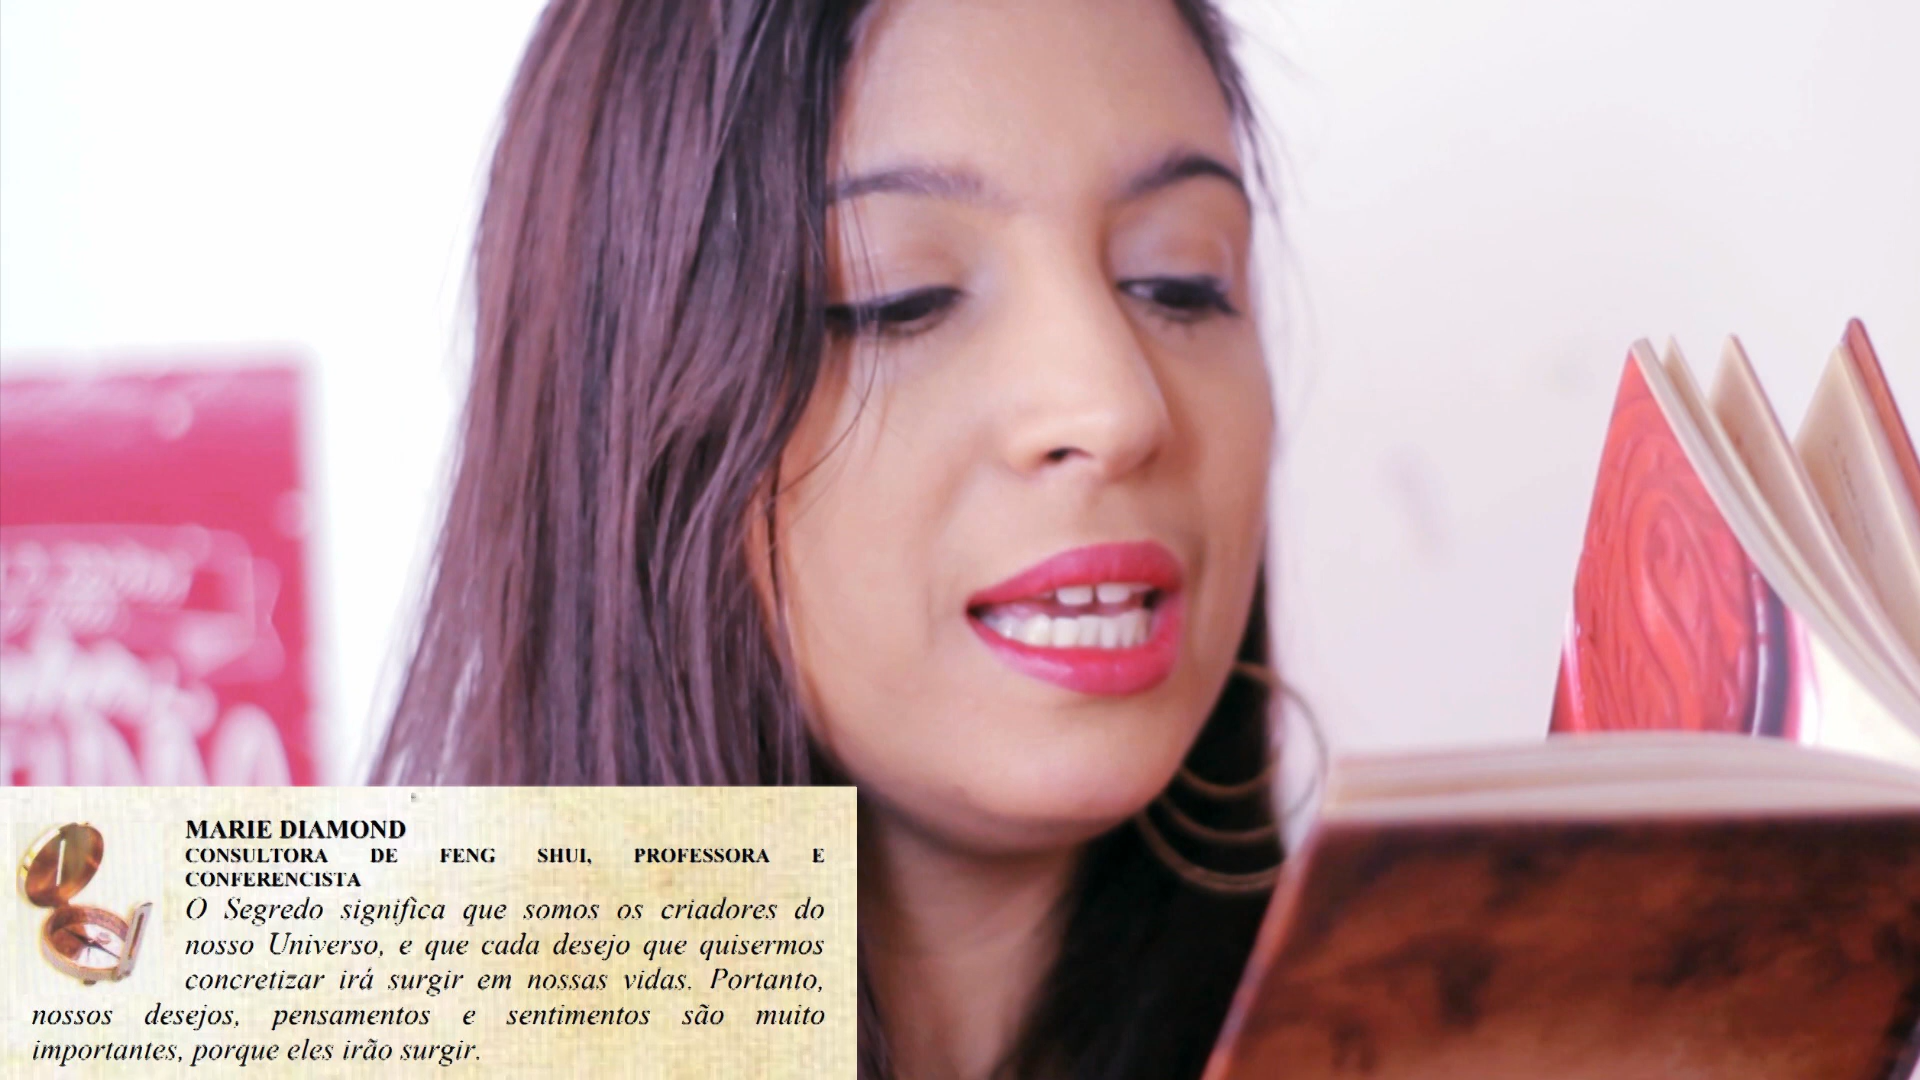 MARIE DIAMOND
CONSULTORA DE FENG SHUI, PROFESSORA E
CONFERENCISTA
O Segredo significa que somos os criadores do
nosso Universo, e que cada desejo que quisermos
concretizar irá surgir em nossas vidas. Portanto,
nossos desejos, pensamentos e sentimentos são muito
importantes, porque eles irão surgir.